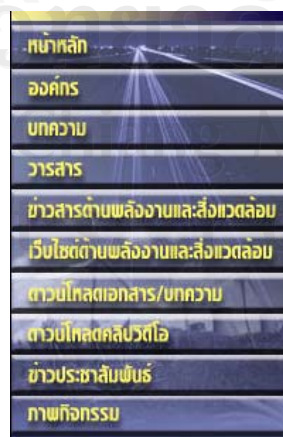 หน้าหลัก
องค์กร
บทความ
วารสาร
ข่าวสารด้านพลังงานและสิ่งแวดล้อม
เว็บไซต์ด้านพลังงานและสิ่งแวดล้อม
ดาวน์โหลดเอกสาร/บทความ
ดาวน์โหลดคลิปวิดีโอ
ข่าวประชาสัมพันธ์
ภาพกิจกรรม